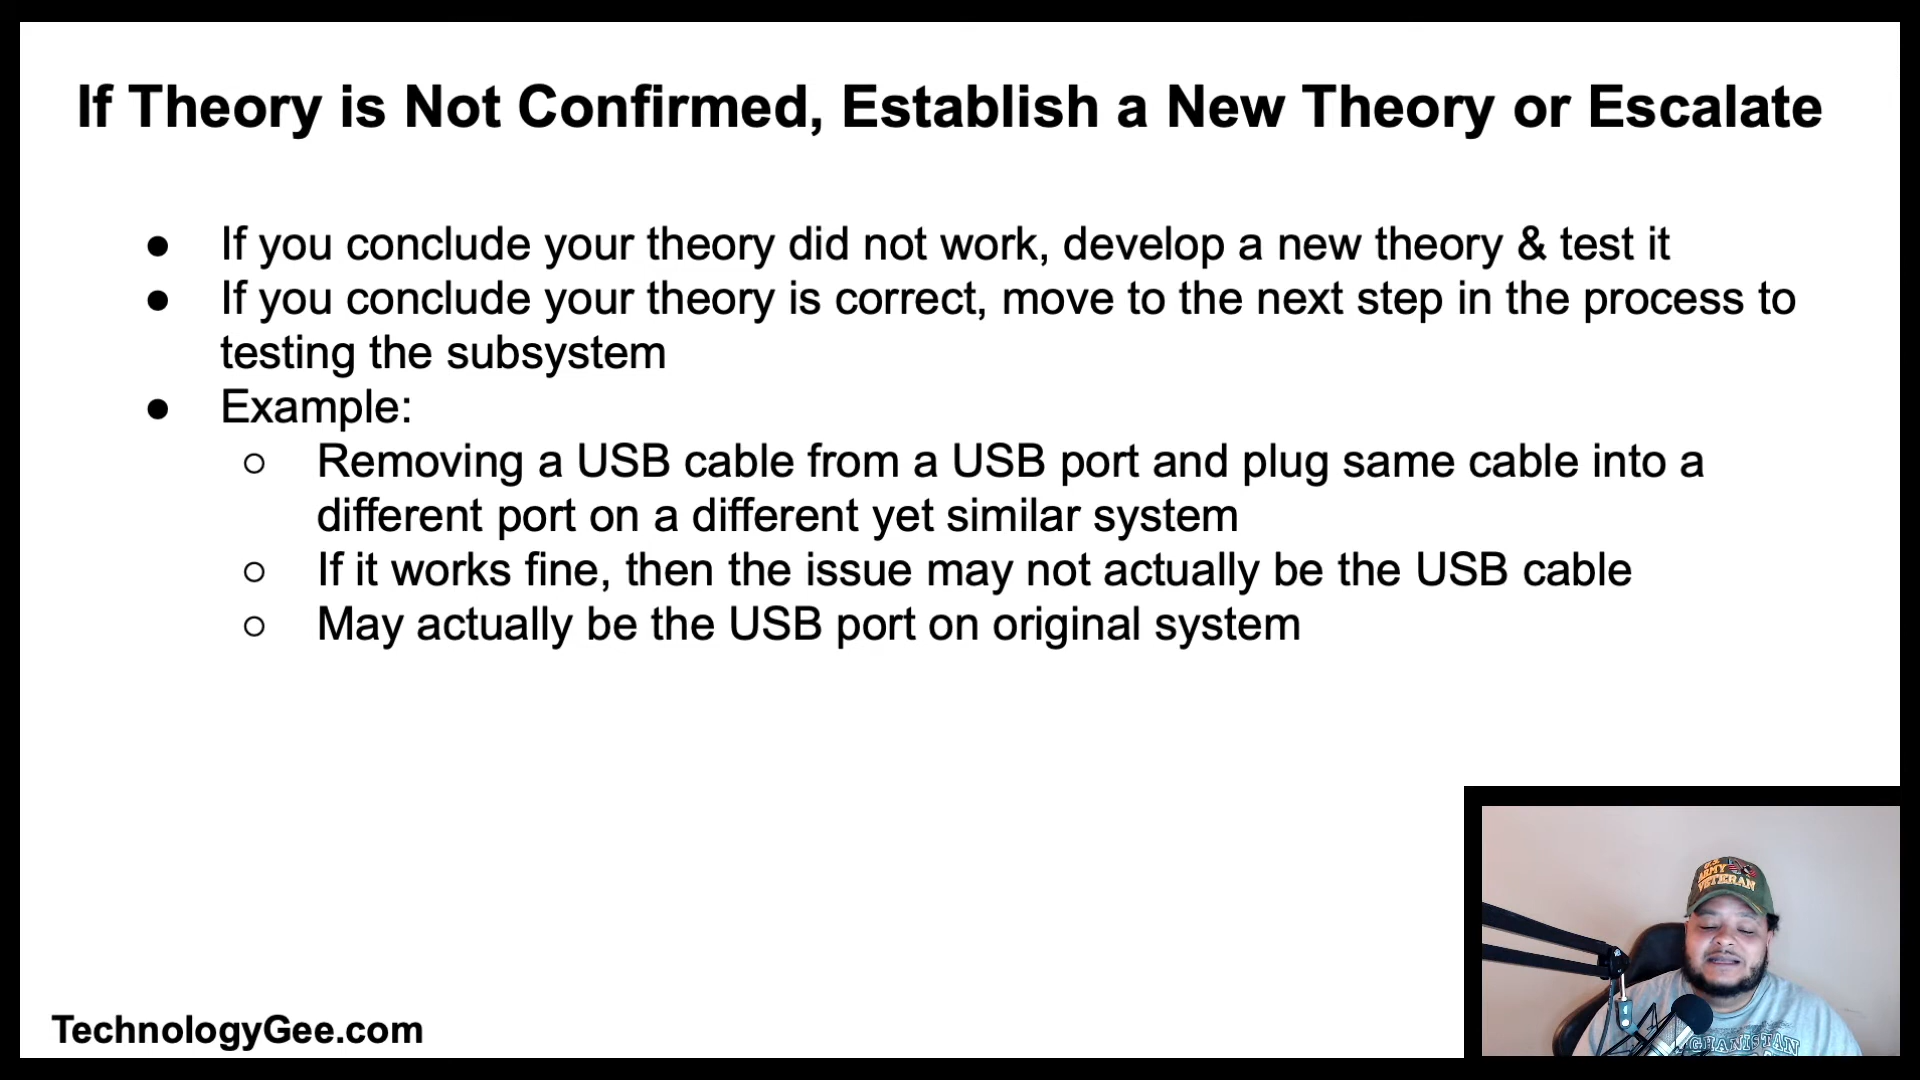 If Theory is Not Confirmed, Establish a New Theory or Escalate
● If you conclude your theory did not work, develop a new theory & test it
● If you conclude your theory is correct, move to the next step in the process to
testing the subsystem
● Example:
○ Removing a USB cable from a USB port and plug same cable into a
different port on a different yet similar system
○ If it works fine, then the issue may not actually be the USB cable
○ May actually be the USB port on original system
ARMY
VETERAN
TechnologyGee.com